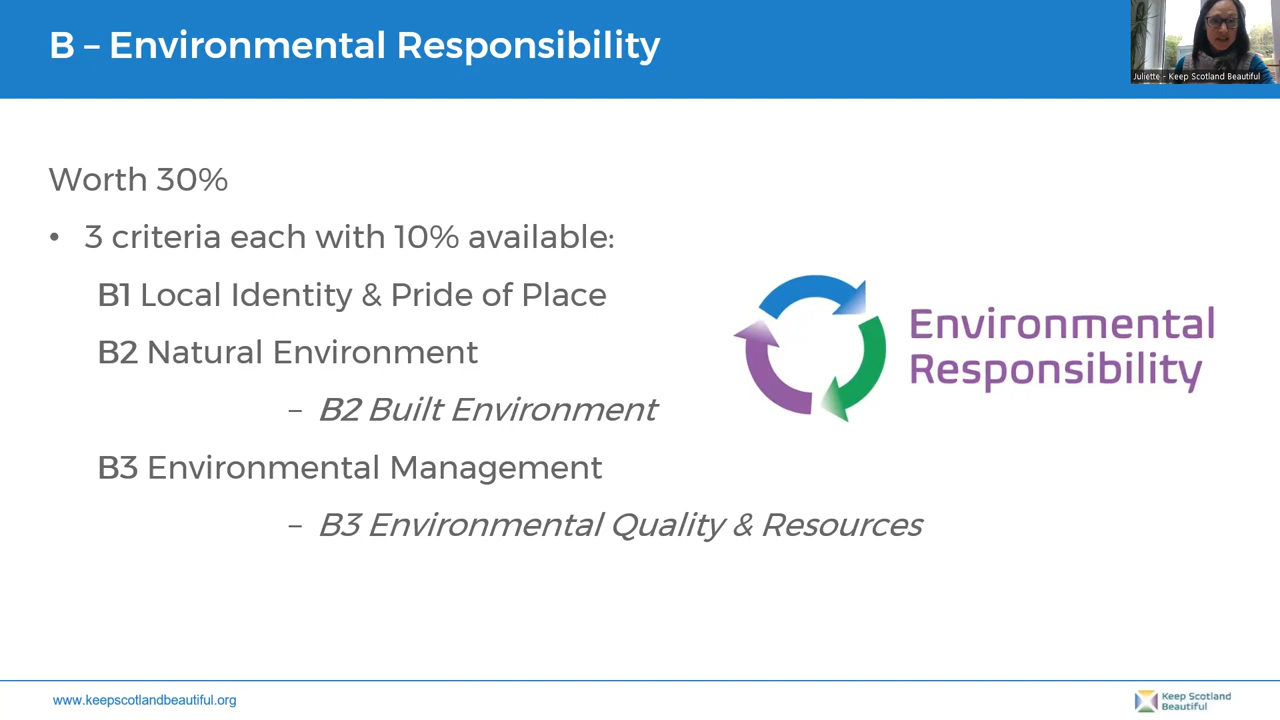 B – Environmental Responsibility
Juliette - Keep Scotland Beautiful
Worth 30%
• 3 criteria each with 10% available:
B1 Local Identity & Pride of Place
B2 Natural Environment
– B2 Built Environment
B3 Environmental Management
– B3 Environmental Quality & Resources
Environmental
Responsibility
www.keepscotlandbeautiful.org
Keep Scotland
Beautiful